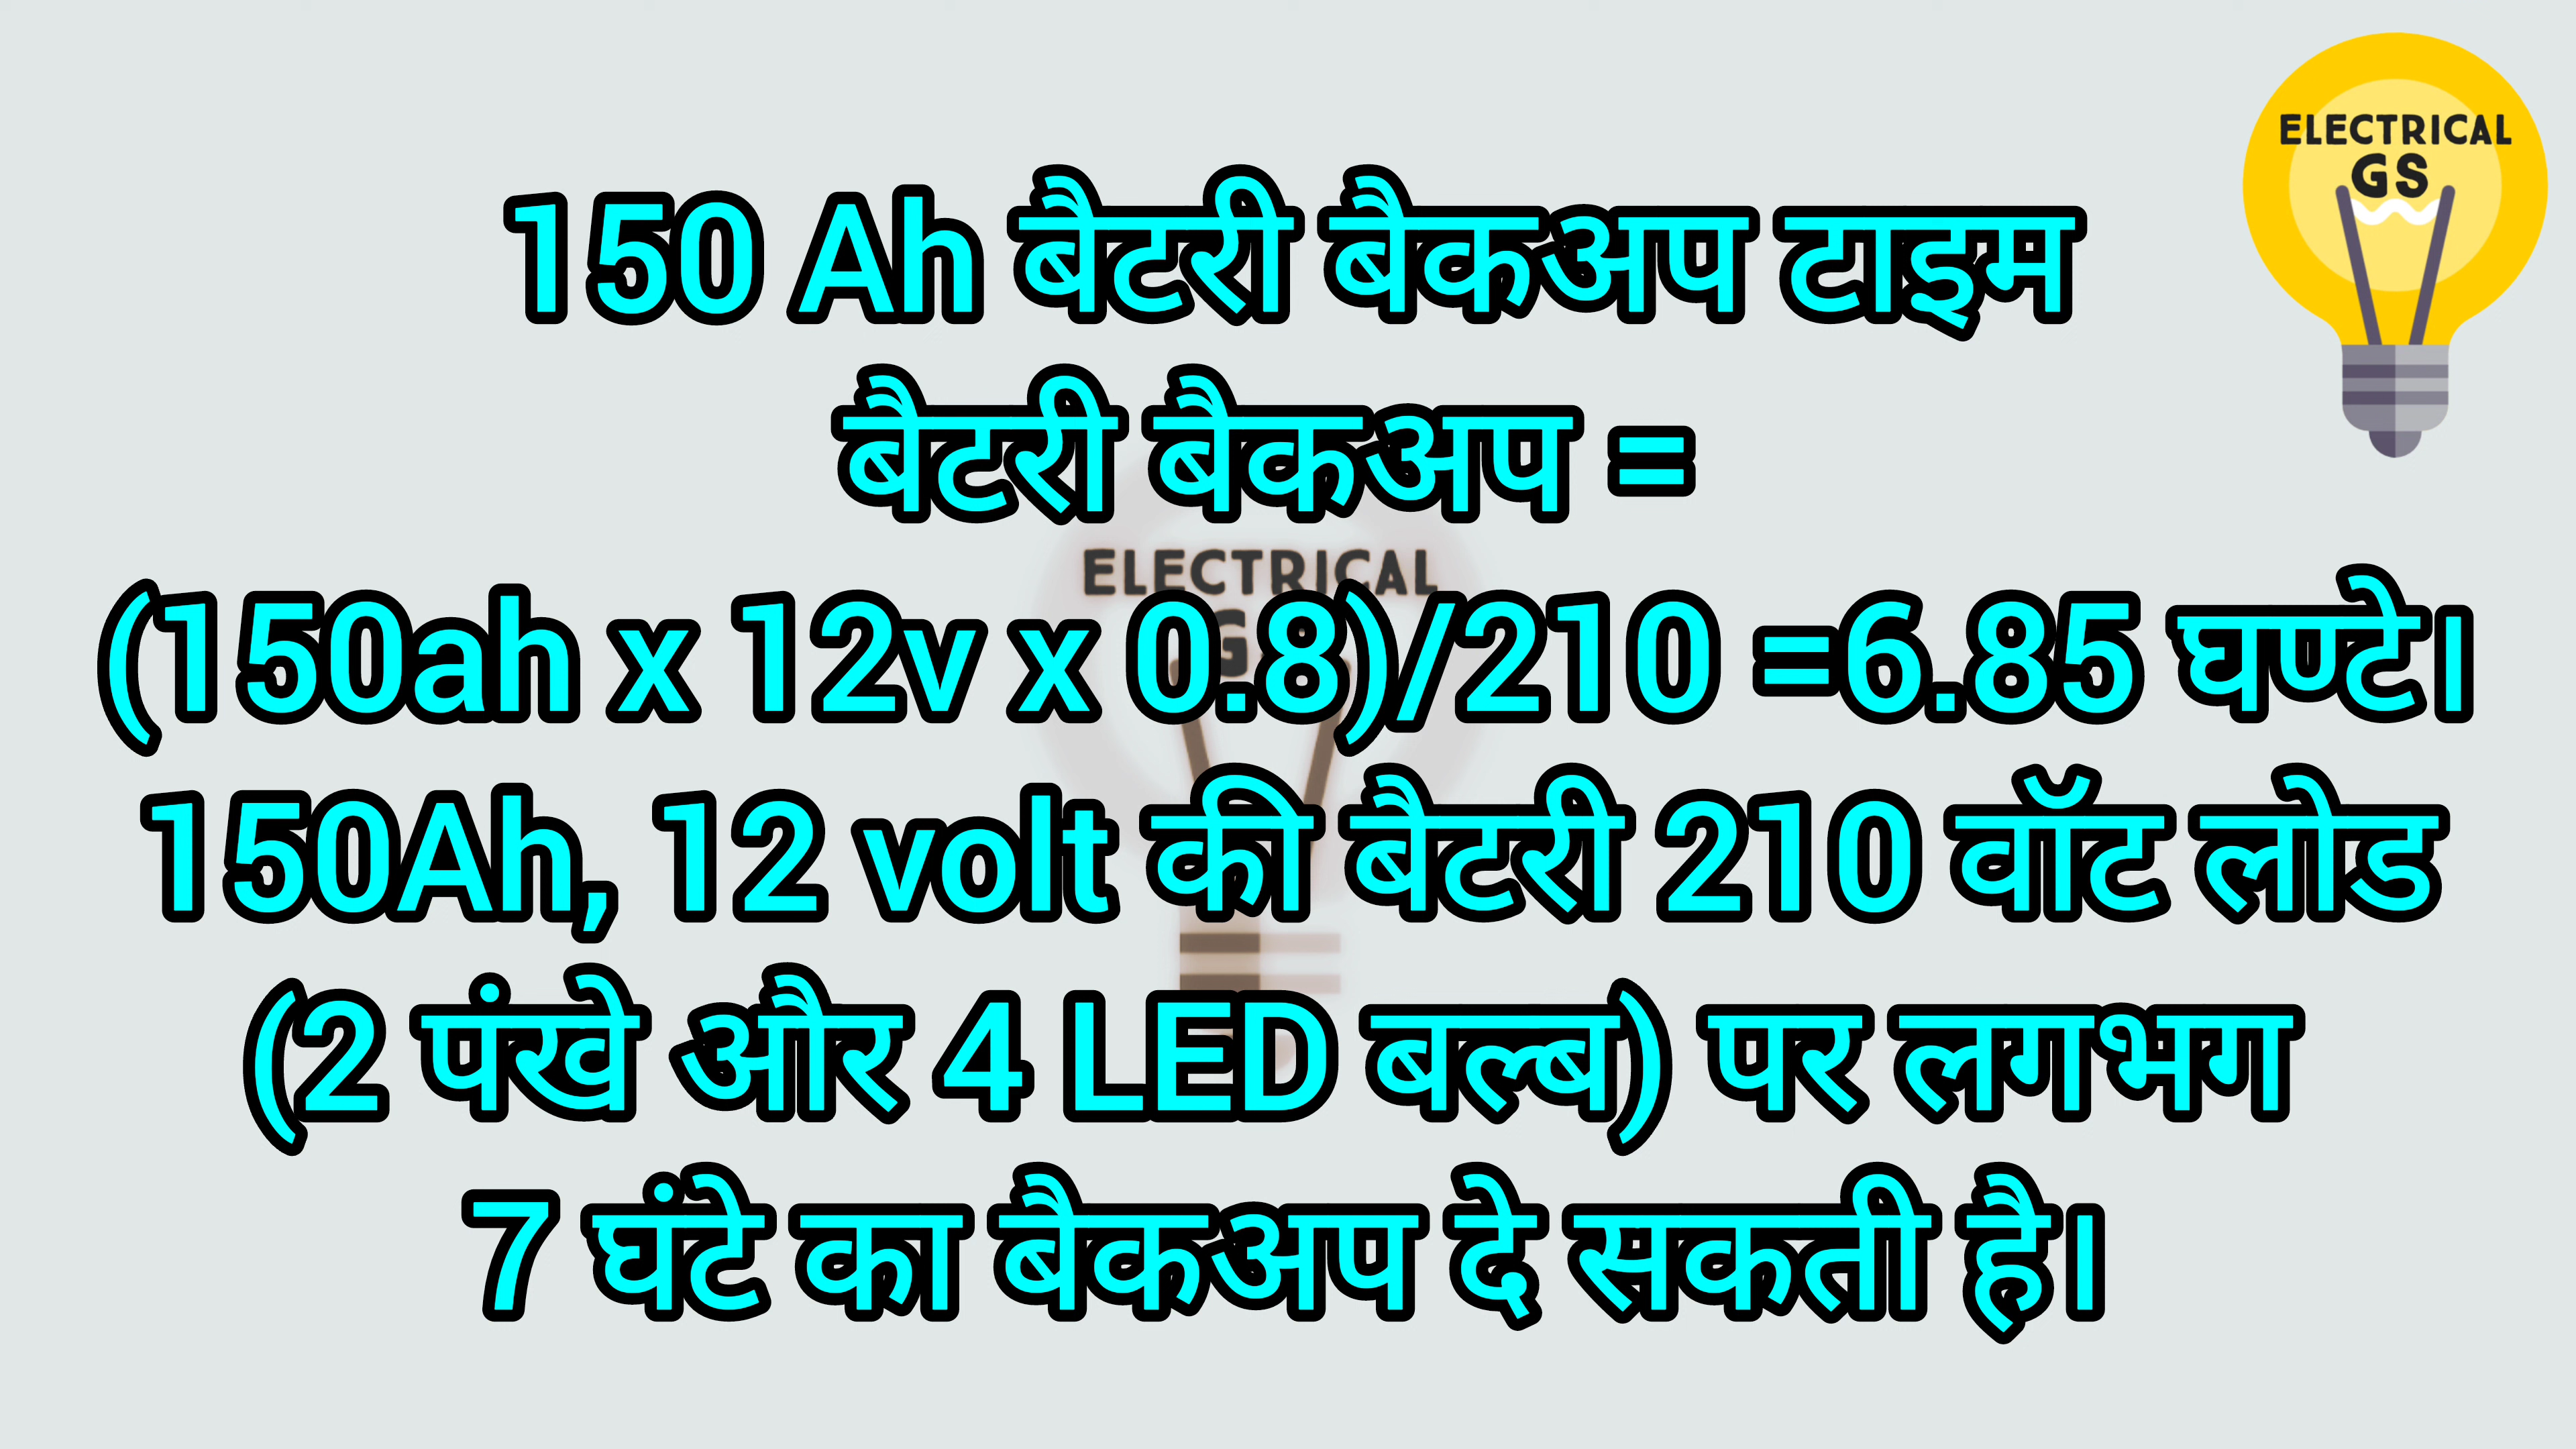 ELECTRICAL
GS
150 Ah बैटरी बैकअप टाइम
बैटरी बैकअप =
ELECTRICAL
(150ah x 12v x 0.8)/210 =6.85 घण्टे।
150Ah, 12 volt की बैटरी 210 वॉट लोड
(2 पंखे और 4 LED बल्ब) पर लगभग
7 घंटे का बैकअप दे सकती है।